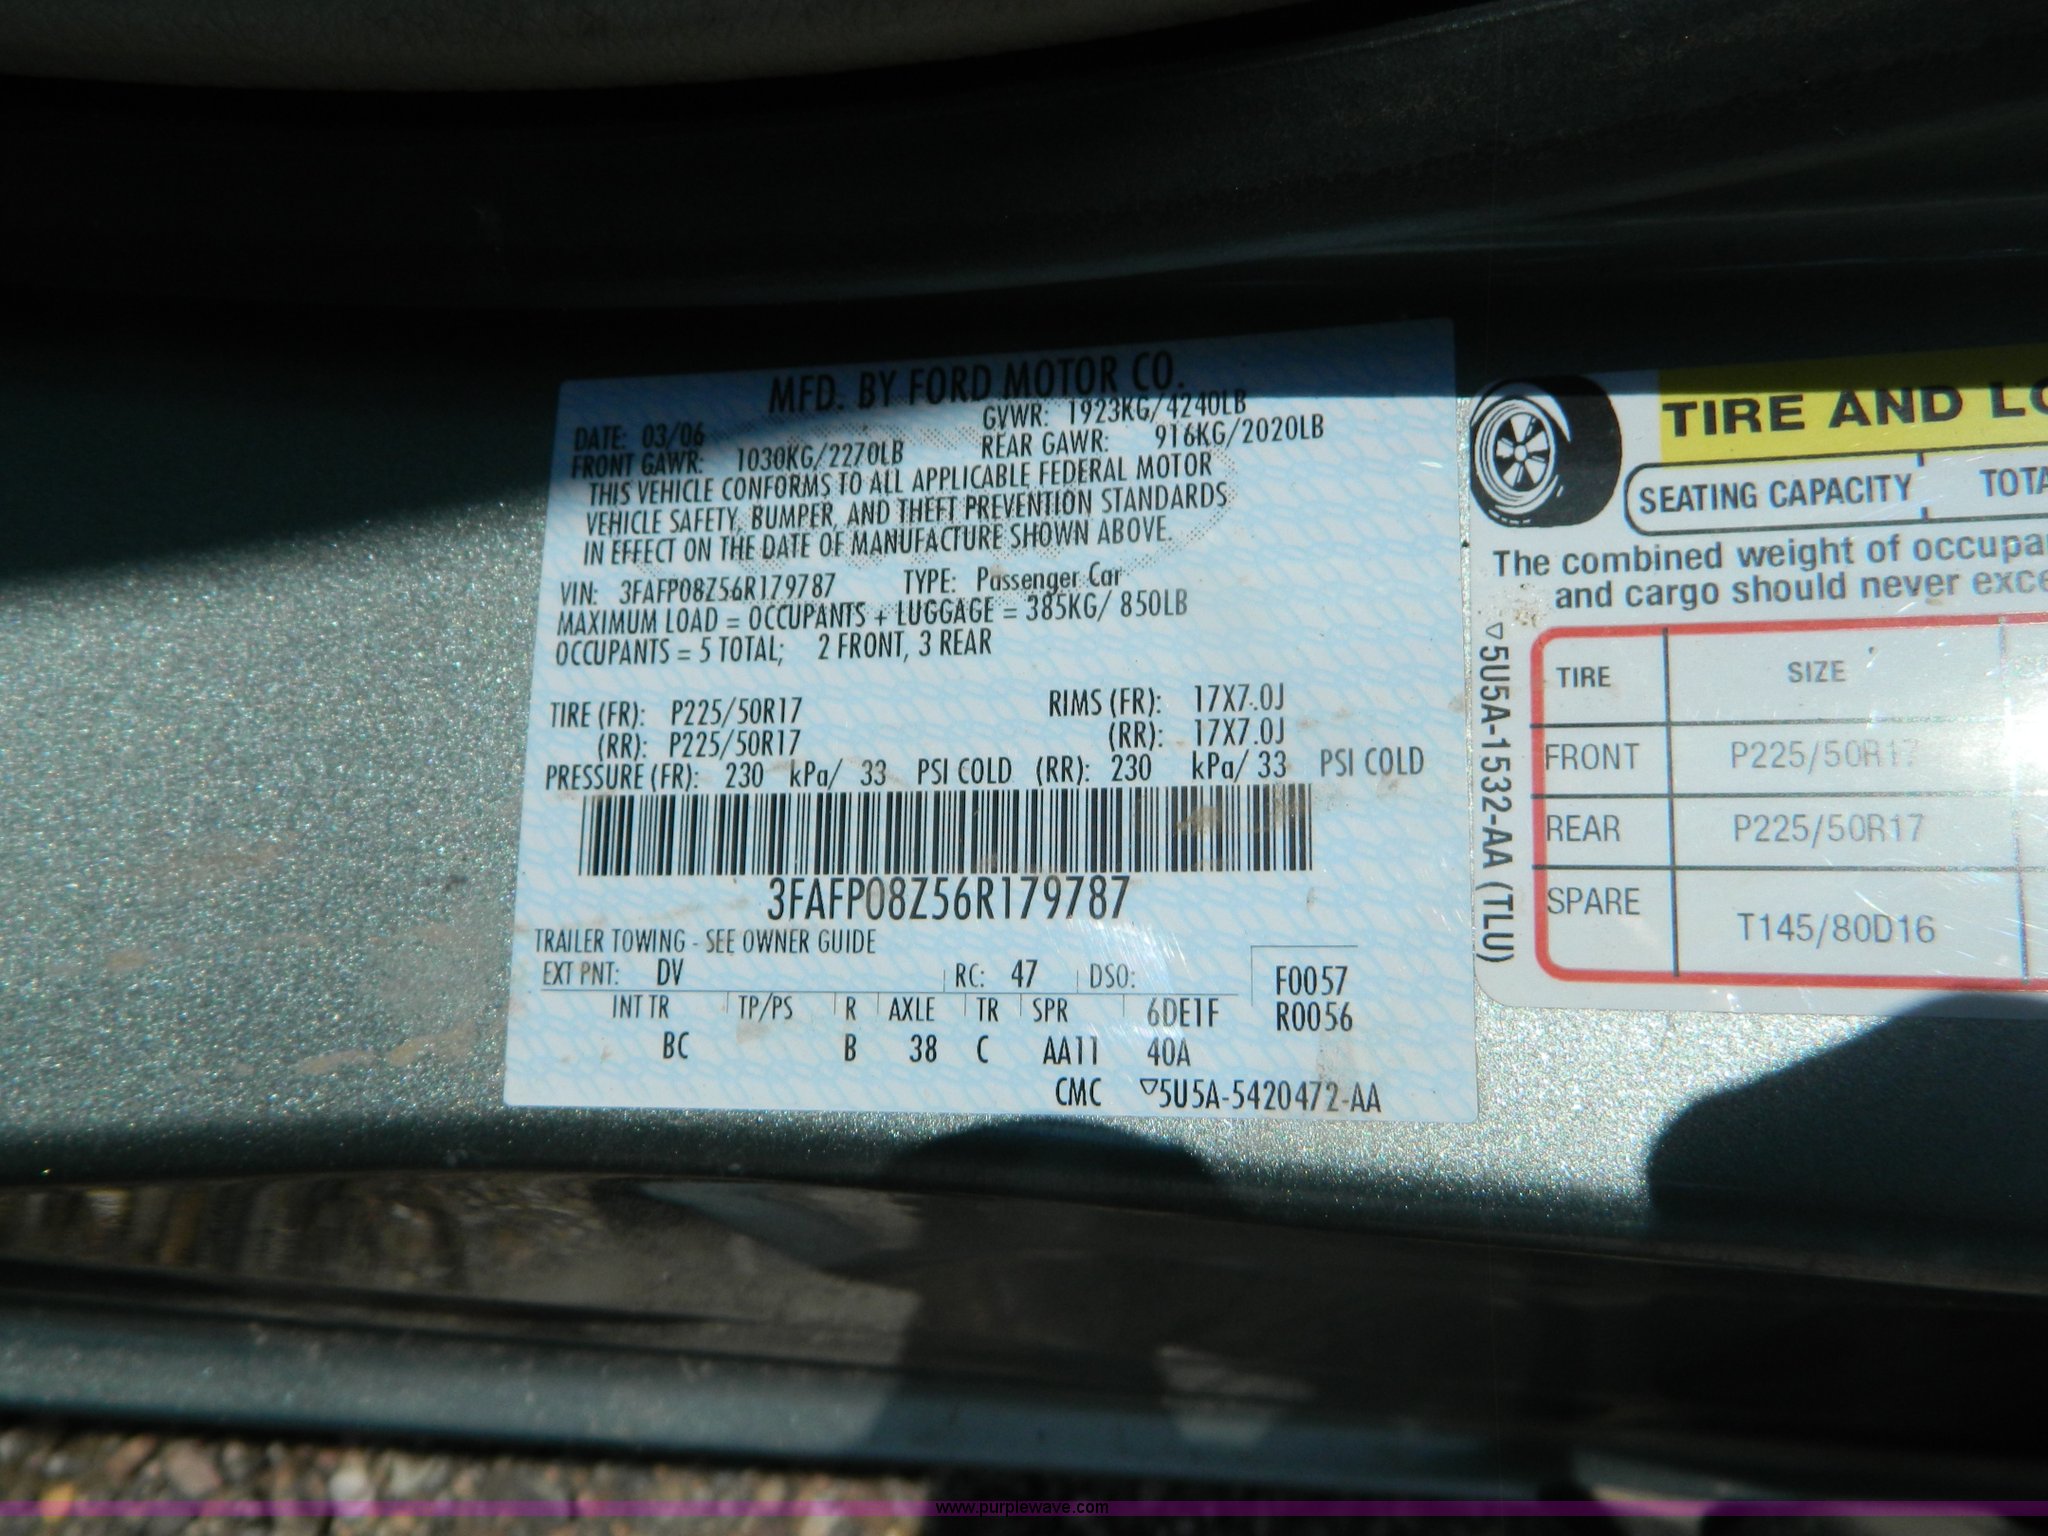 MFD. BY FORD MOTOR CO.
DATE: 03/06 GVWR: 1923KG/4240LB
FRONT GAWR: 1030KG/2270LB REAR GAWR: 916KG/2020LB
THIS VEHICLE CONFORMS TO ALL APPLICABLE FEDERAL MOTOR
VEHICLE SAFETY, BUMPER, AND THEFT PREVENTION STANDARDS
IN EFFECT ON THE DATE OF MANUFACTURE SHOWN ABOVE.
VIN: 3FAFP08Z56R179787 TYPE: Passenger Car
MAXIMUM LOAD = OCCUPANTS + LUGGAGE = 385KG/ 850LB
OCCUPANTS = 5 TOTAL; 2 FRONT, 3 REAR
TIRE (FR): P225/50R17 RIMS (FR): 17X7.0J
(RR): P225/50R17 (RR): 17X7.0J
PRESSURE (FR): 230 kPa/ 33 PSI COLD (RR): 230 kPa/ 33 PSI COLD
3FAFP08Z56R179787
TRAILER TOWING - SEE OWNER GUIDE
EXT PNT: DV RC: 47 DSO: F0057
INT TR TP/PS R AXLE TR SPR 6DE1F R0056
BC B 38 C AA11 40A
CMC ▽5U5A-5420472-AA
TIRE AND LO
SEATING CAPACITY TOTA
The combined weight of occupa
and cargo should never exce
▽5U5A-1532-AA (TLU)
TIRE SIZE
FRONT P225/50R17
REAR P225/50R17
SPARE T145/80D16
www.purplewave.com